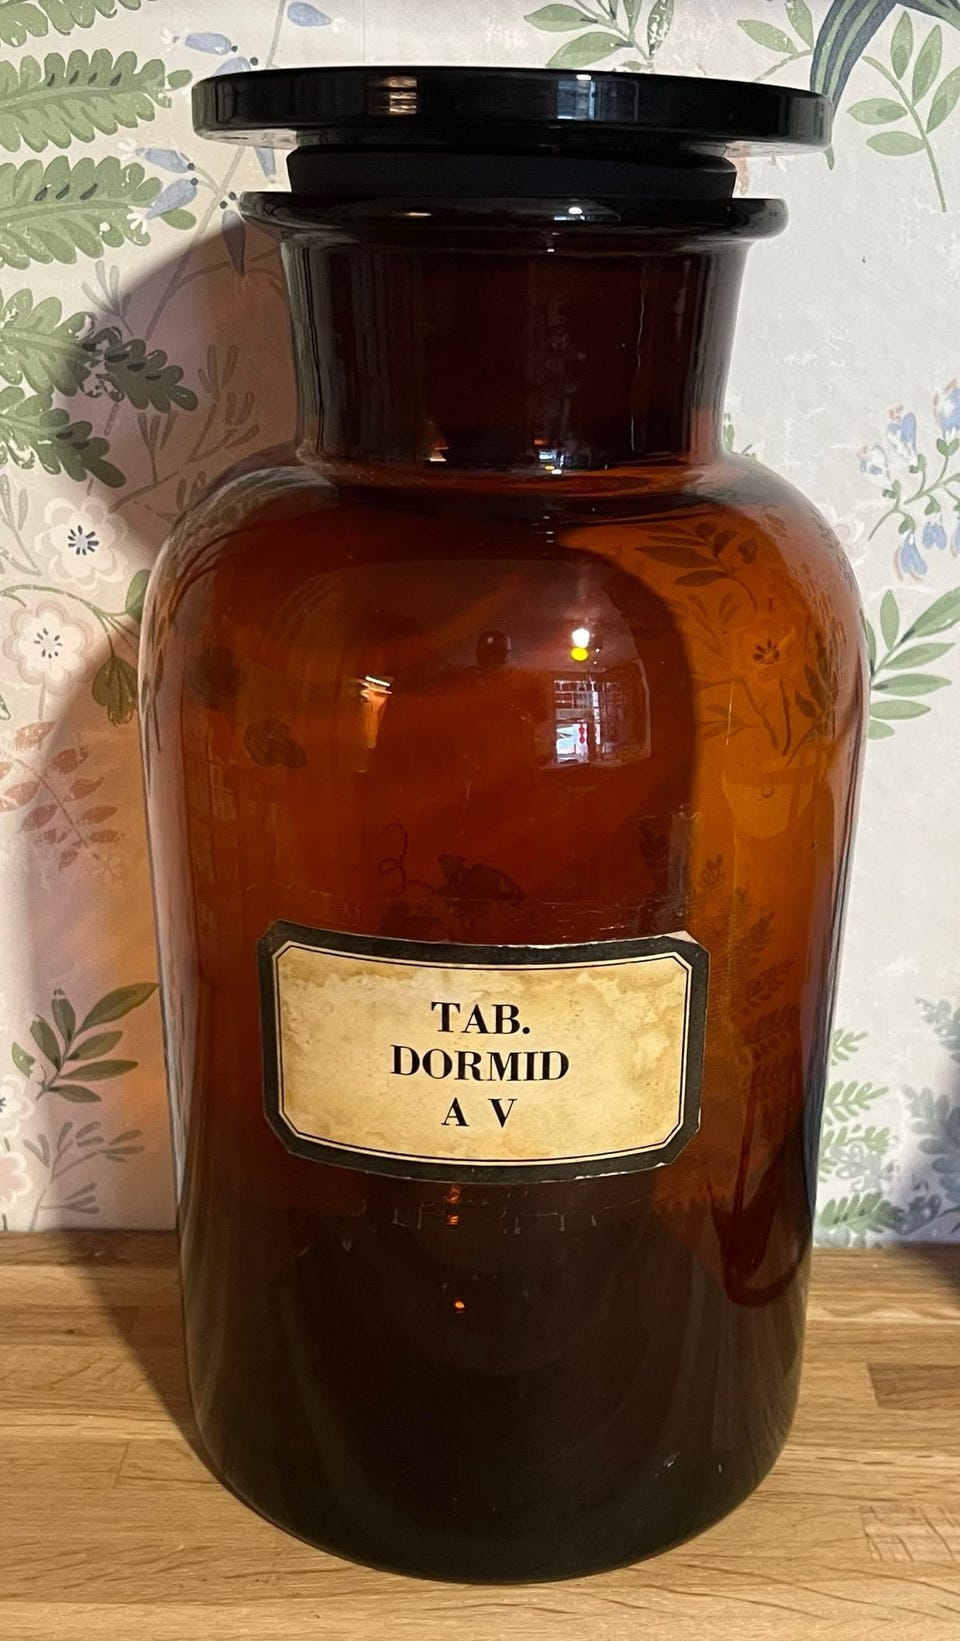 TAB.
DORMID
A V